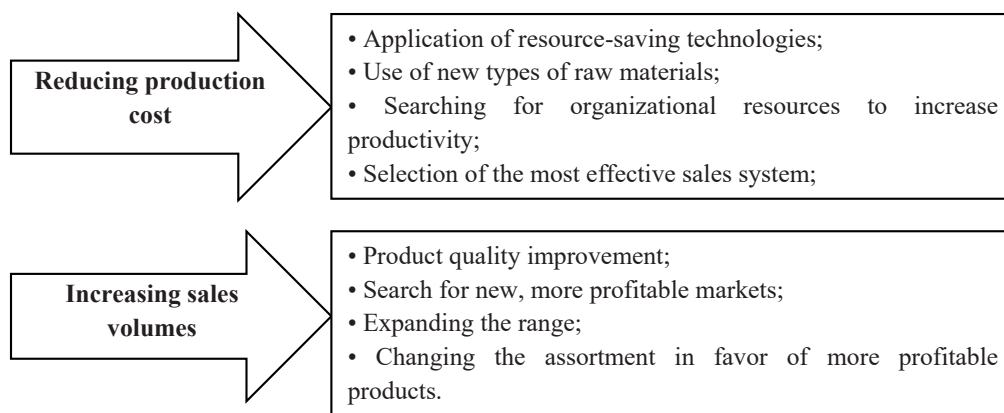 Reducing production
cost
• Application of resource-saving technologies;
• Use of new types of raw materials;
• Searching for organizational resources to increase
productivity;
• Selection of the most effective sales system;
Increasing sales
volumes
• Product quality improvement;
• Search for new, more profitable markets;
• Expanding the range;
• Changing the assortment in favor of more profitable
products.